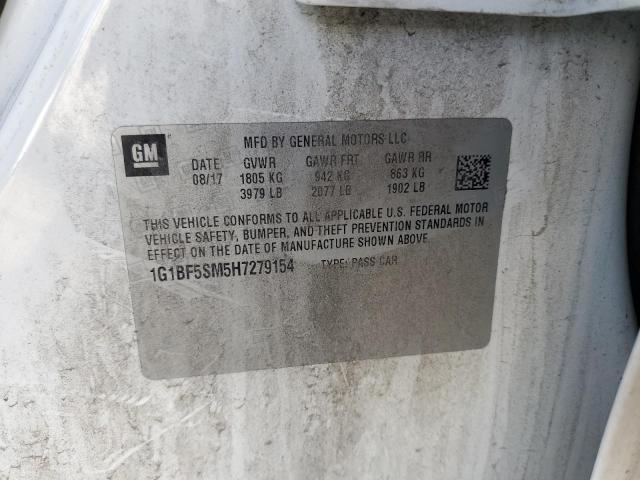 GM
MFD BY GENERAL MOTORS LLC
DATE GVWR GAWR FRT GAWR RR
08/17 1805 KG 942 KG 863 KG
3979 LB 2077 LB 1902 LB
THIS VEHICLE CONFORMS TO ALL APPLICABLE U.S. FEDERAL MOTOR
VEHICLE SAFETY, BUMPER, AND THEFT PREVENTION STANDARDS IN
EFFECT ON THE DATE OF MANUFACTURE SHOWN ABOVE.
1G1BF5SM5H7279154 TYPE: PASS CAR